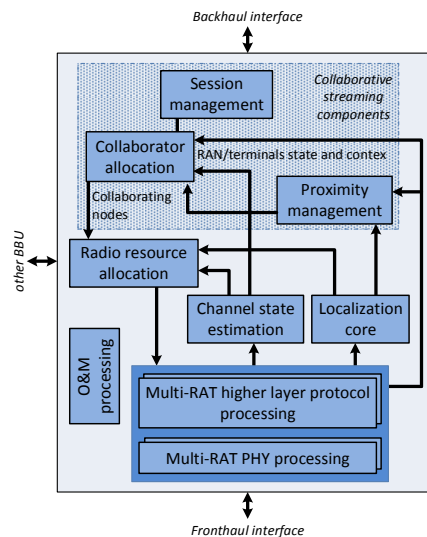 Backhaul interface
Session
management
Collaborative
streaming
components
Collaborator
allocation
RAN/terminals state and contex
Collaborating
nodes
Proximity
management
other BBU
Radio resource
allocation
Channel state
estimation
Localization
core
O&M
processing
Multi-RAT higher layer protocol
processing
Multi-RAT PHY processing
Fronthaul interface